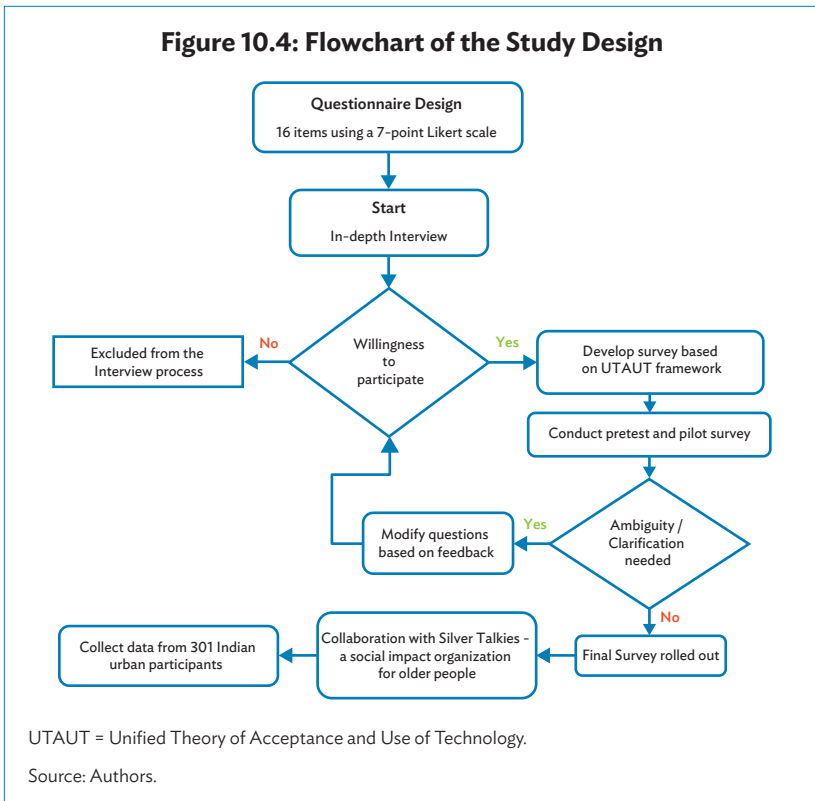 Figure 10.4: Flowchart of the Study Design
Questionnaire Design
16 items using a 7-point Likert scale
Start
In-depth Interview
Willingness
to
participate
No
Excluded from the
Interview process
Yes
Develop survey based
on UTAUT framework
Conduct pretest and pilot survey
Ambiguity /
Clarification
needed
Yes
Modify questions
based on feedback
No
Final Survey rolled out
Collaboration with Silver Talkies -
a social impact organization
for older people
Collect data from 301 Indian
urban participants
UTAUT = Unified Theory of Acceptance and Use of Technology.
Source: Authors.